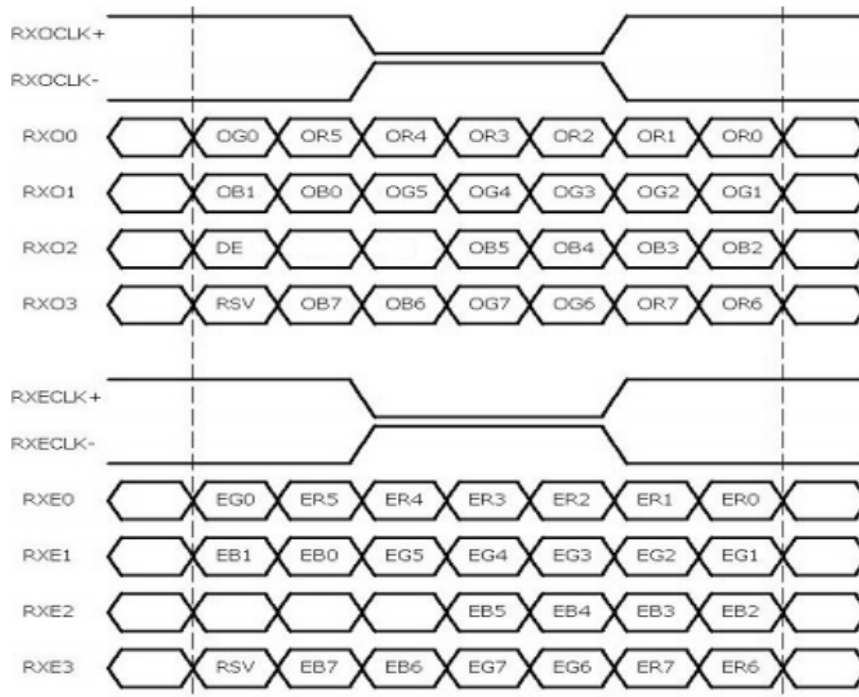 RXOCLK+
RXOCLK-
RXO0 OG0 OR5 OR4 OR3 OR2 OR1 OR0
RXO1 OB1 OB0 OG5 OG4 OG3 OG2 OG1
RXO2 DE OB5 OB4 OB3 OB2
RXO3 RSV OB7 OB6 OG7 OG6 OR7 OR6
RXECLK+
RXECLK-
RXE0 EG0 ER5 ER4 ER3 ER2 ER1 ER0
RXE1 EB1 EB0 EG5 EG4 EG3 EG2 EG1
RXE2 EB5 EB4 EB3 EB2
RXE3 RSV EB7 EB6 EG7 EG6 ER7 ER6